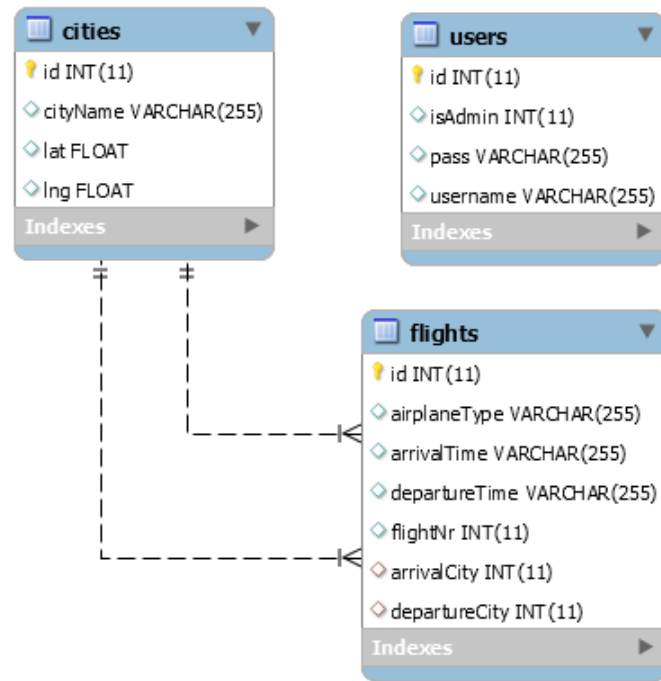 cities
id INT(11)
cityName VARCHAR(255)
lat FLOAT
lng FLOAT
Indexes
users
id INT(11)
isAdmin INT(11)
pass VARCHAR(255)
username VARCHAR(255)
Indexes
flights
id INT(11)
airplaneType VARCHAR(255)
arrivalTime VARCHAR(255)
departureTime VARCHAR(255)
flightNr INT(11)
arrivalCity INT(11)
departureCity INT(11)
Indexes